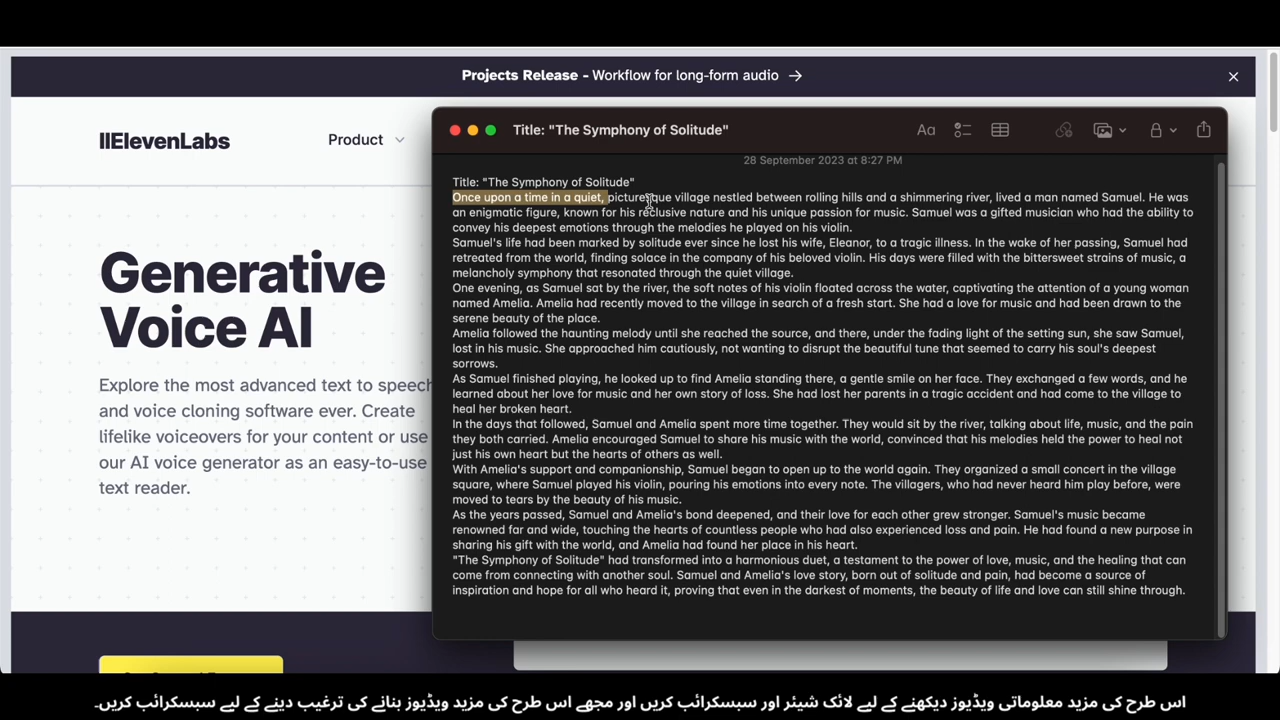 Projects Release - Workflow for long-form audio →
IIElevenLabs
Product
Generative
Voice AI
Explore the most advanced text to speech
and voice cloning software ever. Create
lifelike voiceovers for your content or use
our AI voice generator as an easy-to-use
text reader.
Title: "The Symphony of Solitude"
Aa
28 September 2023 at 8:27 PM
Title: "The Symphony of Solitude"
Once upon a time in a quiet, picturesque village nestled between rolling hills and a shimmering river, lived a man named Samuel. He was
an enigmatic figure, known for his reclusive nature and his unique passion for music. Samuel was a gifted musician who had the ability to
convey his deepest emotions through the melodies he played on his violin.
Samuel's life had been marked by solitude ever since he lost his wife, Eleanor, to a tragic illness. In the wake of her passing, Samuel had
retreated from the world, finding solace in the company of his beloved violin. His days were filled with the bittersweet strains of music, a
melancholy symphony that resonated through the quiet village.
One evening, as Samuel sat by the river, the soft notes of his violin floated across the water, captivating the attention of a young woman
named Amelia. Amelia had recently moved to the village in search of a fresh start. She had a love for music and had been drawn to the
serene beauty of the place.
Amelia followed the haunting melody until she reached the source, and there, under the fading light of the setting sun, she saw Samuel,
lost in his music. She approached him cautiously, not wanting to disrupt the beautiful tune that seemed to carry his soul's deepest
sorrows.
As Samuel finished playing, he looked up to find Amelia standing there, a gentle smile on her face. They exchanged a few words, and he
learned about her love for music and her own story of loss. She had lost her parents in a tragic accident and had come to the village to
heal her broken heart.
In the days that followed, Samuel and Amelia spent more time together. They would sit by the river, talking about life, music, and the pain
they both carried. Amelia encouraged Samuel to share his music with the world, convinced that his melodies held the power to heal not
just his own heart but the hearts of others as well.
With Amelia's support and companionship, Samuel began to open up to the world again. They organized a small concert in the village
square, where Samuel played his violin, pouring his emotions into every note. The villagers, who had never heard him play before, were
moved to tears by the beauty of his music.
As the years passed, Samuel and Amelia's bond deepened, and their love for each other grew stronger. Samuel's music became
renowned far and wide, touching the hearts of countless people who had also experienced loss and pain. He had found a new purpose in
sharing his gift with the world, and Amelia had found her place in his heart.
"The Symphony of Solitude" had transformed into a harmonious duet, a testament to the power of love, music, and the healing that can
come from connecting with another soul. Samuel and Amelia's love story, born out of solitude and pain, had become a source of
inspiration and hope for all who heard it, proving that even in the darkest of moments, the beauty of life and love can still shine through.
اس طرح کی مزید معلوماتی ویڈیوز دیکھنے کے لیے لائک شیئر اور سبسکرائب کریں اور مجھے اس طرح کی مزید ویڈیوز بنانے کی ترغیب دینے کے لیے سبسکرائب کریں۔